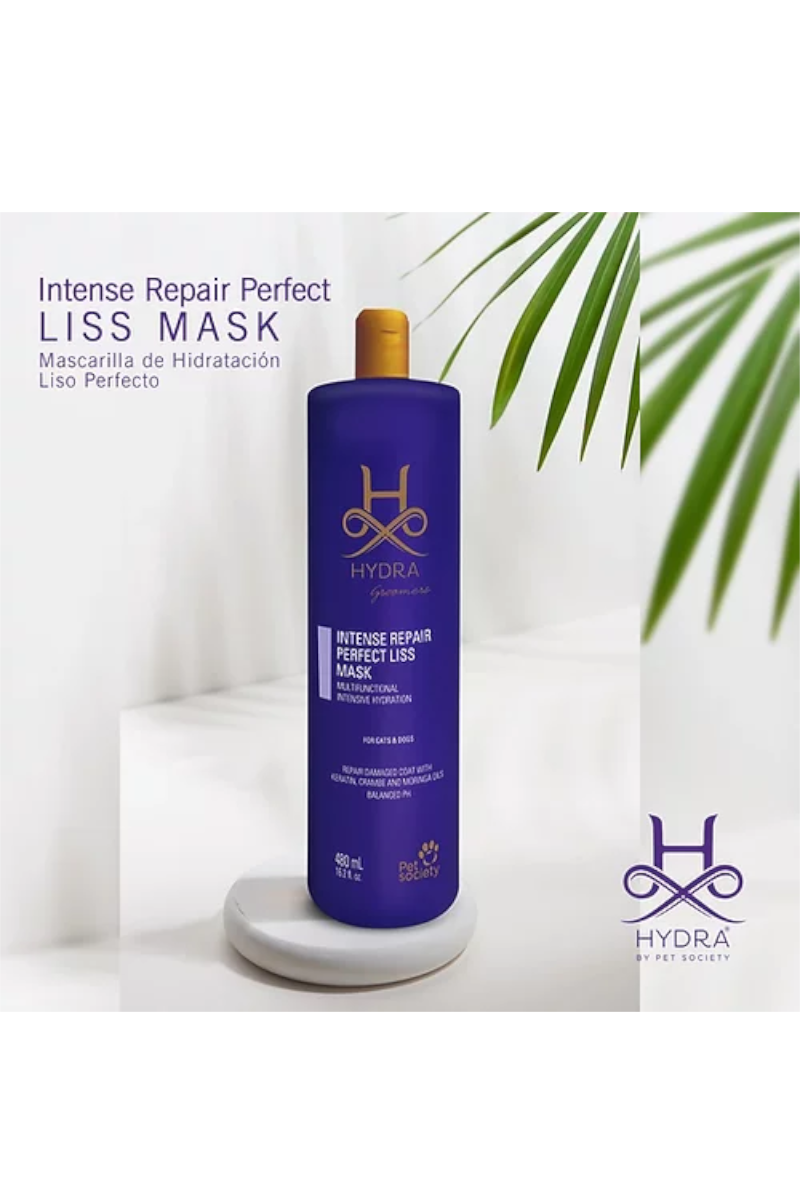 Intense Repair Perfect
LISS MASK
Mascarilla de Hidratación
Liso Perfecto
H
HYDRA
Groomers
INTENSE REPAIR
PERFECT LISS
MASK
MULTIFUNCTIONAL
INTENSIVE HYDRATION
FOR CATS & DOGS
REPAIR DAMAGED COAT WITH
KERATIN, CRAMBE AND MORINGA OILS
BALANCED PH
480 mL
16.2 fl. oz.
Pet
society
H
HYDRA®
BY PET SOCIETY